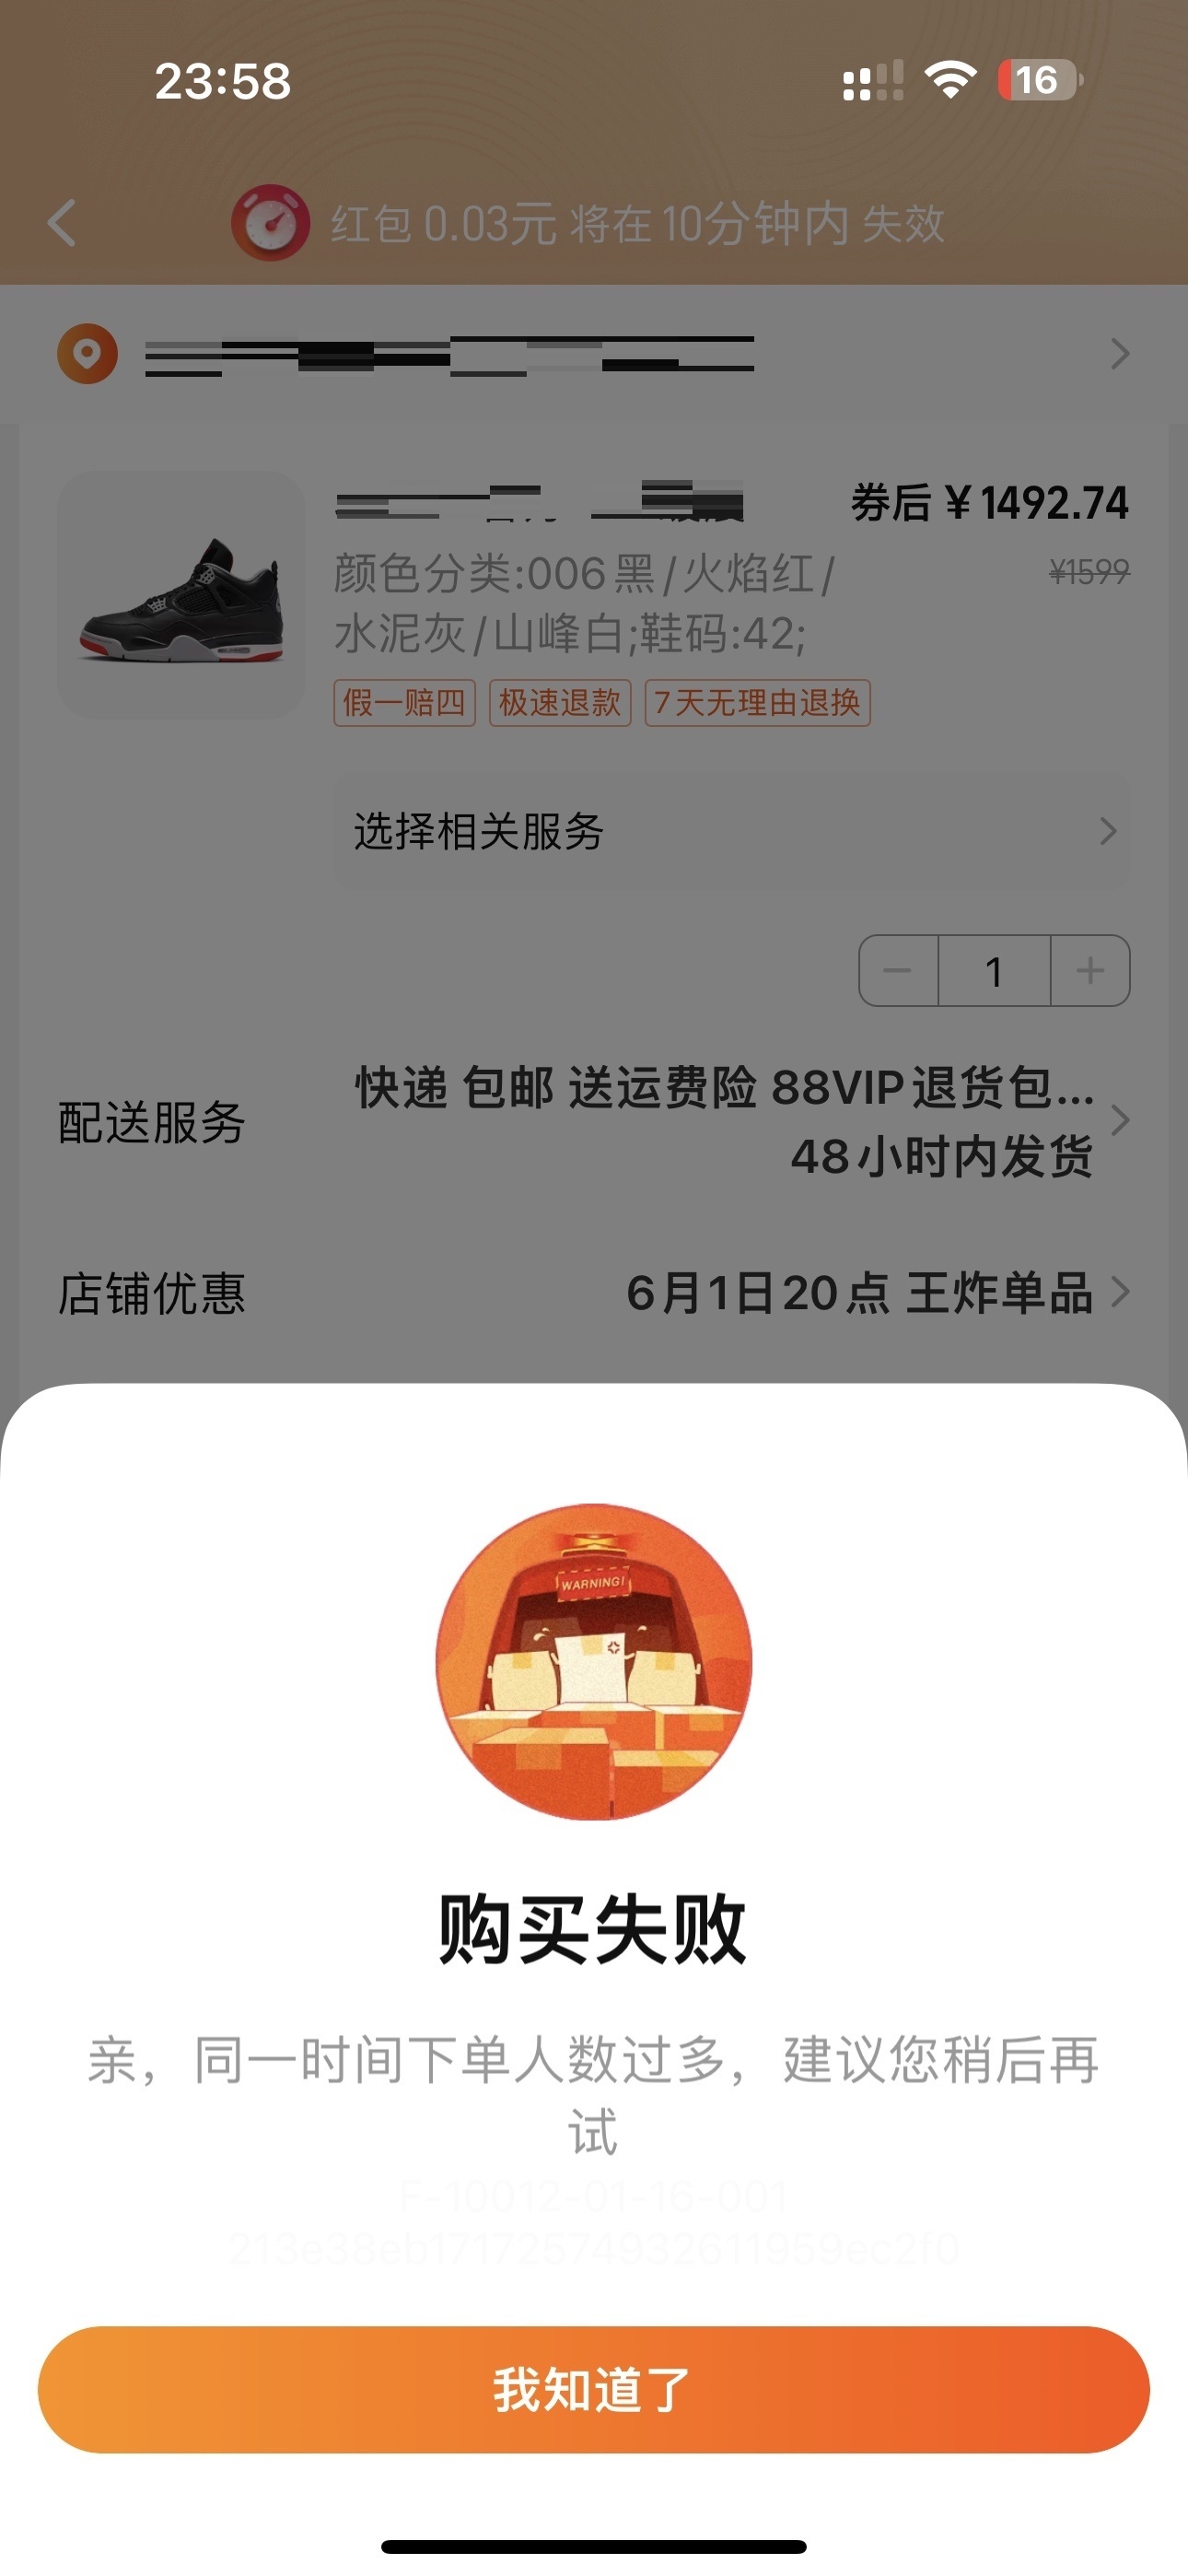 23:58
16
红包 0.03元 将在 10分钟内 失效
券后 ￥1492.74
¥1599
颜色分类:006黑/火焰红/
水泥灰/山峰白;鞋码:42;
假一赔四 极速退款 7天无理由退换
选择相关服务
1
配送服务
快递 包邮 送运费险 88VIP退货包...
48小时内发货
店铺优惠
6月1日20点 王炸单品
WARNING!
购买失败
亲，同一时间下单人数过多，建议您稍后再
试
F-10012-01-16-001
213e38eb17172574932611959ec2f0
我知道了